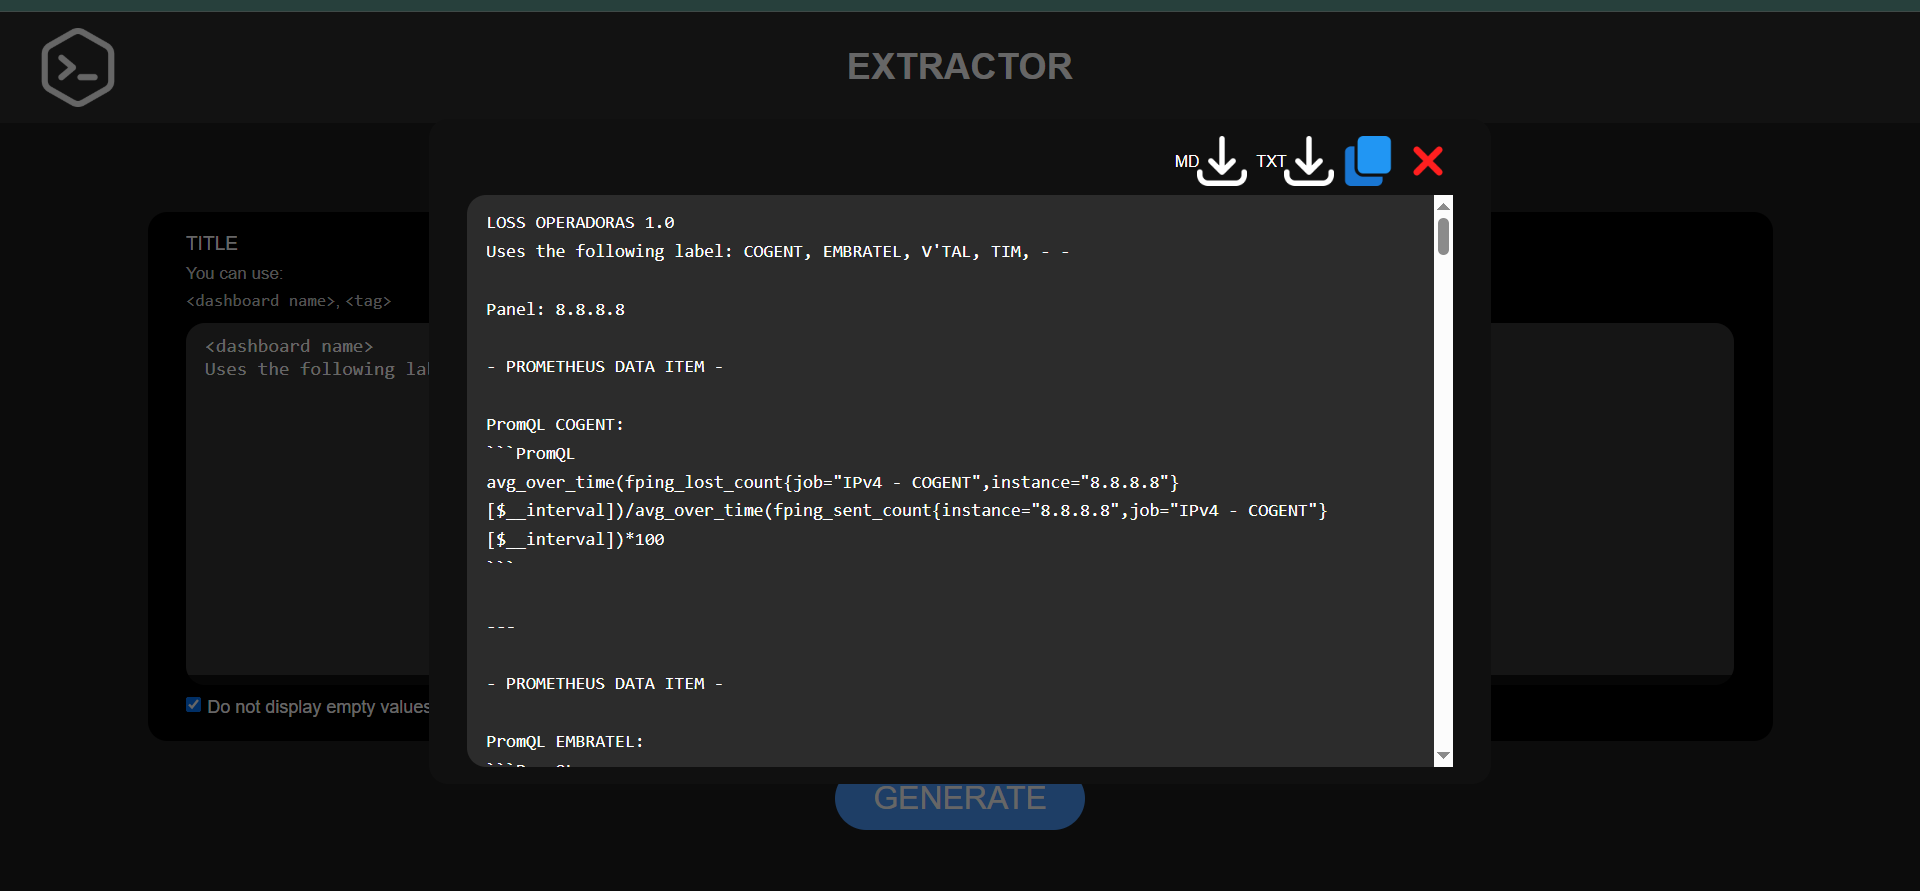 EXTRACTOR
MD
TXT
TITLE
You can use:
<dashboard name>, <tag>
<dashboard name>
Uses the following
Do not display empty values
LOSS OPERADORAS 1.0
Uses the following label: COGENT, EMBRATEL, V'TAL, TIM, - -
Panel: 8.8.8.8
- PROMETHEUS DATA ITEM -
PromQL COGENT:
```PromQL
avg_over_time(fping_lost_count{job="IPv4 - COGENT",instance="8.8.8.8"}
[$__interval])/avg_over_time(fping_sent_count{instance="8.8.8.8",job="IPv4 - COGENT"}
[$__interval])*100
```
---
- PROMETHEUS DATA ITEM -
PromQL EMBRATEL:
GENERATE